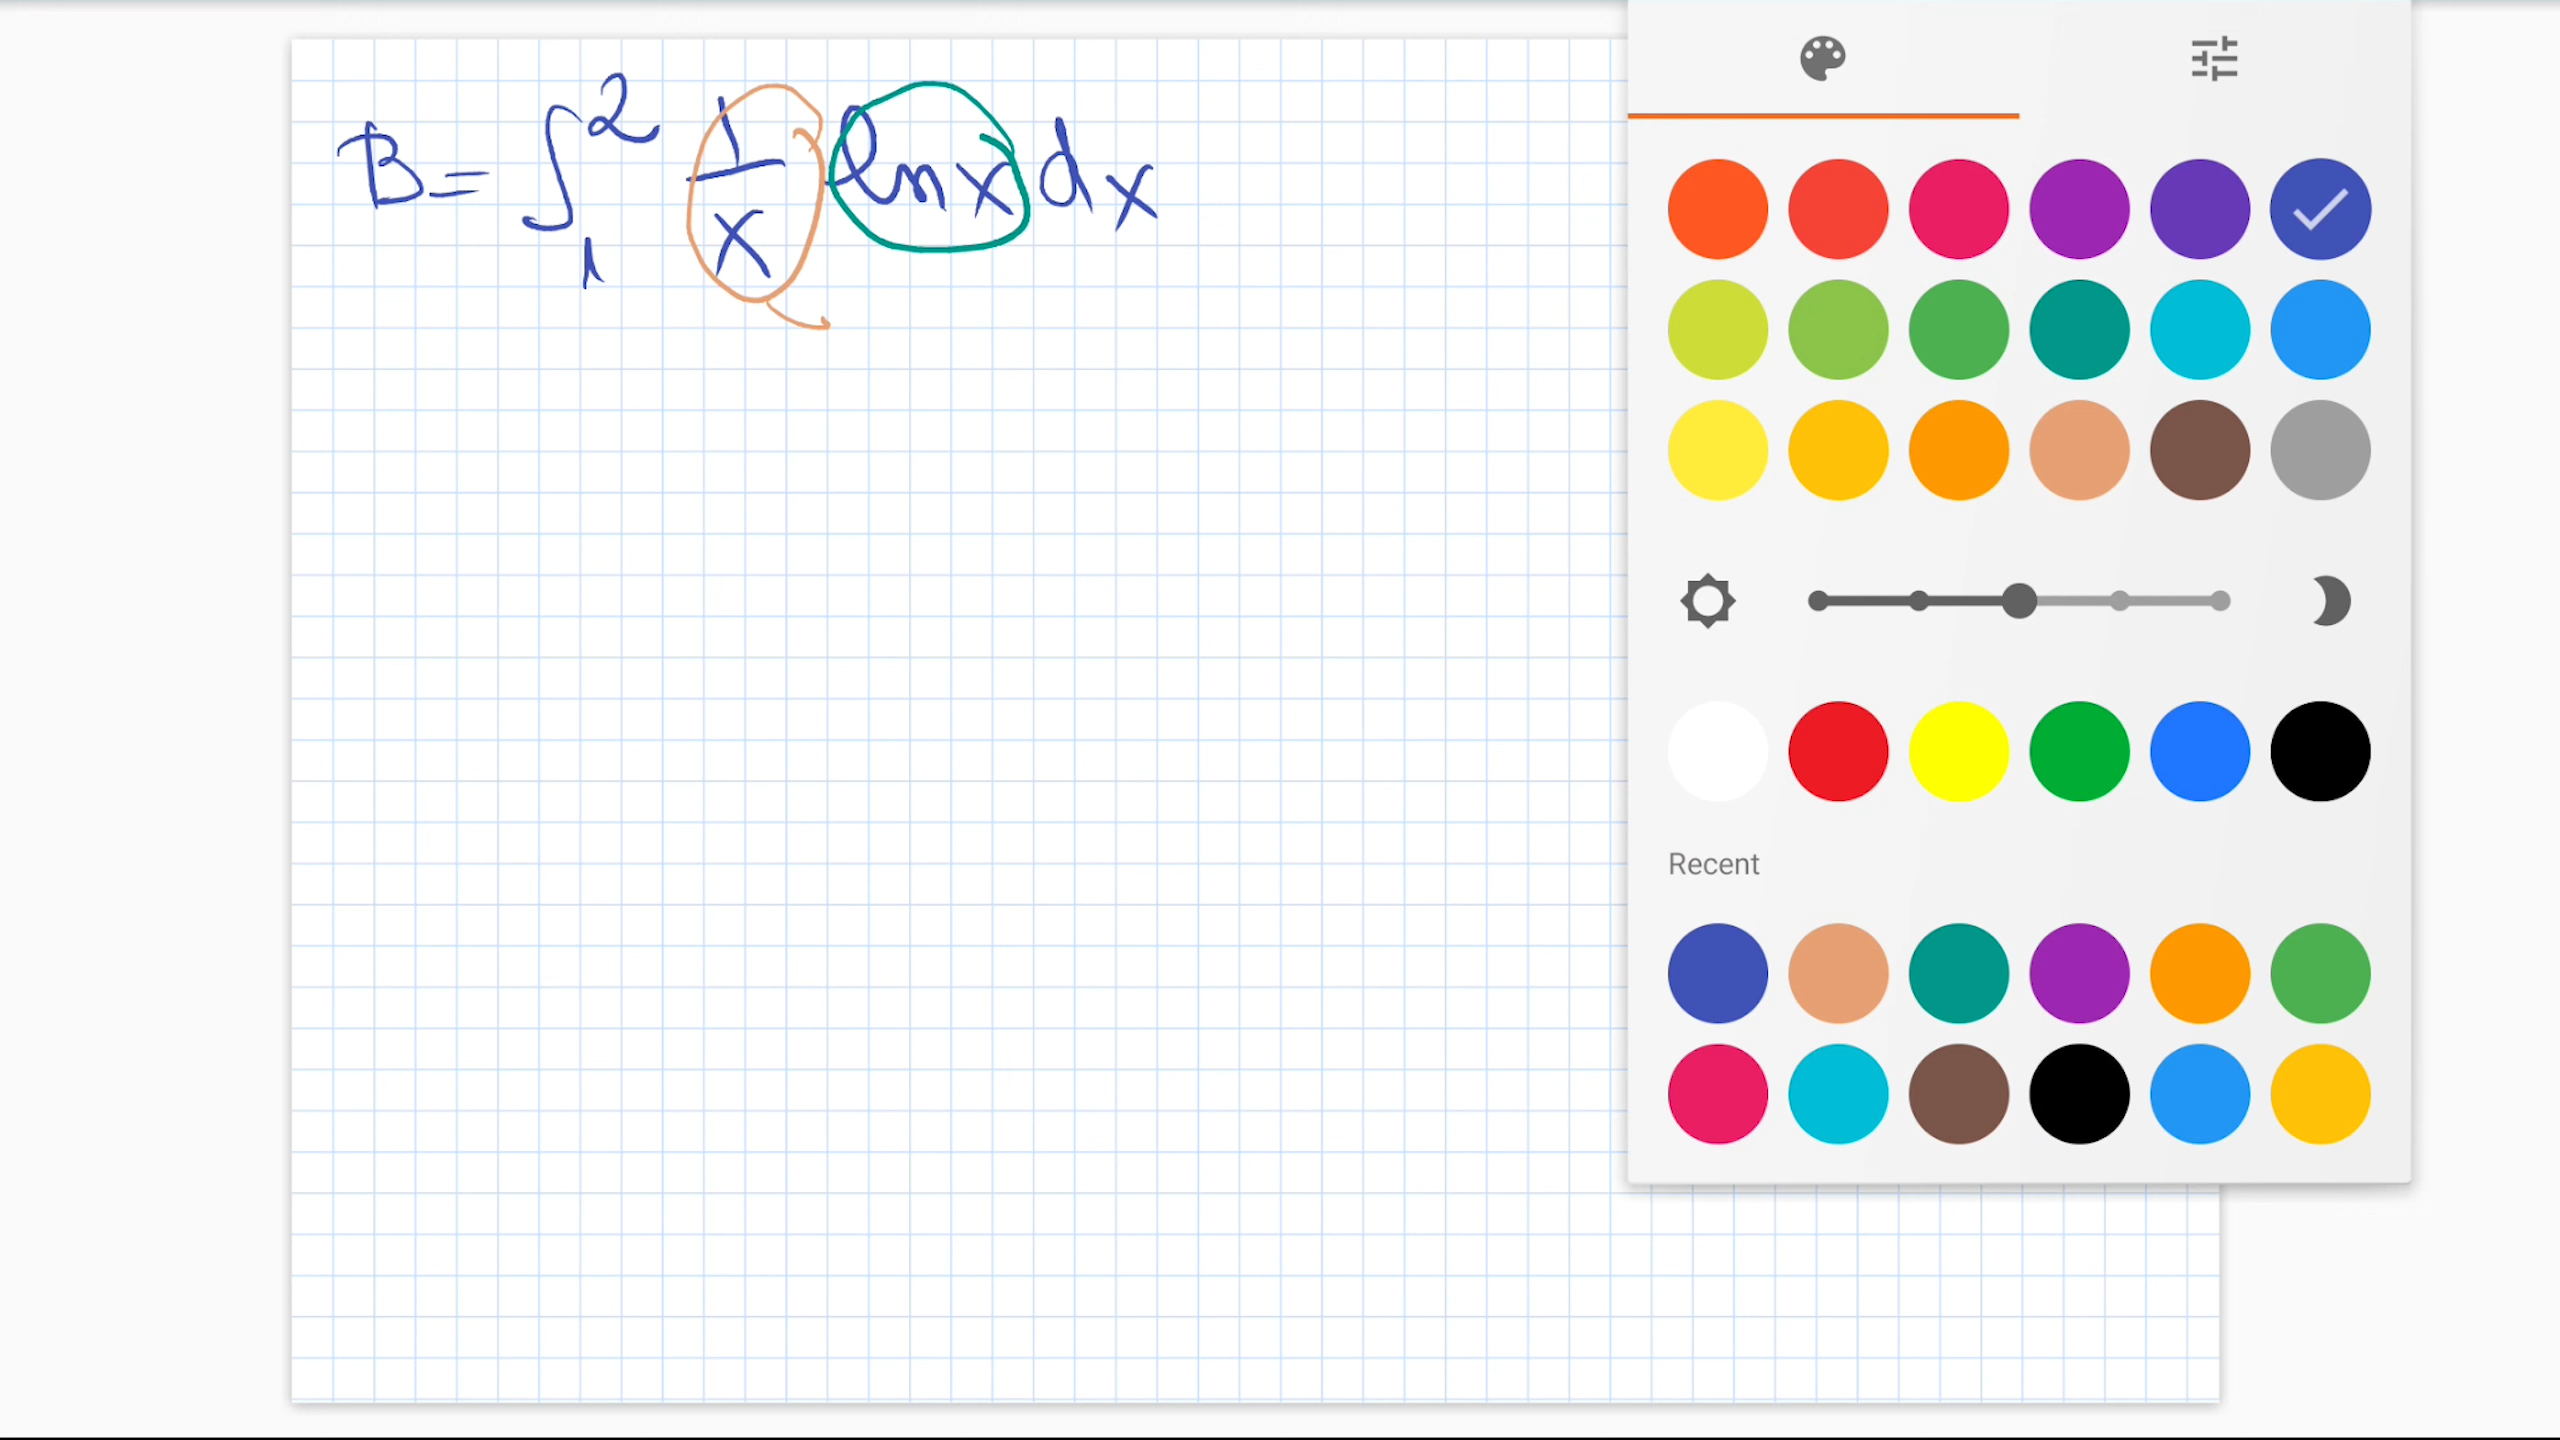 B = ∫₁² 1/x ln x dx
Recent